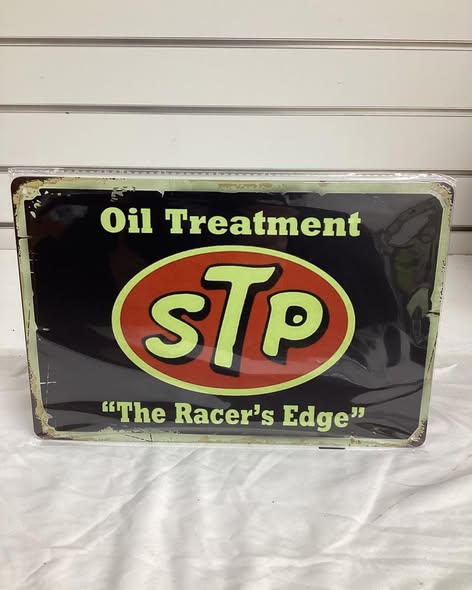 Oil Treatment
STP
“The Racer's Edge”